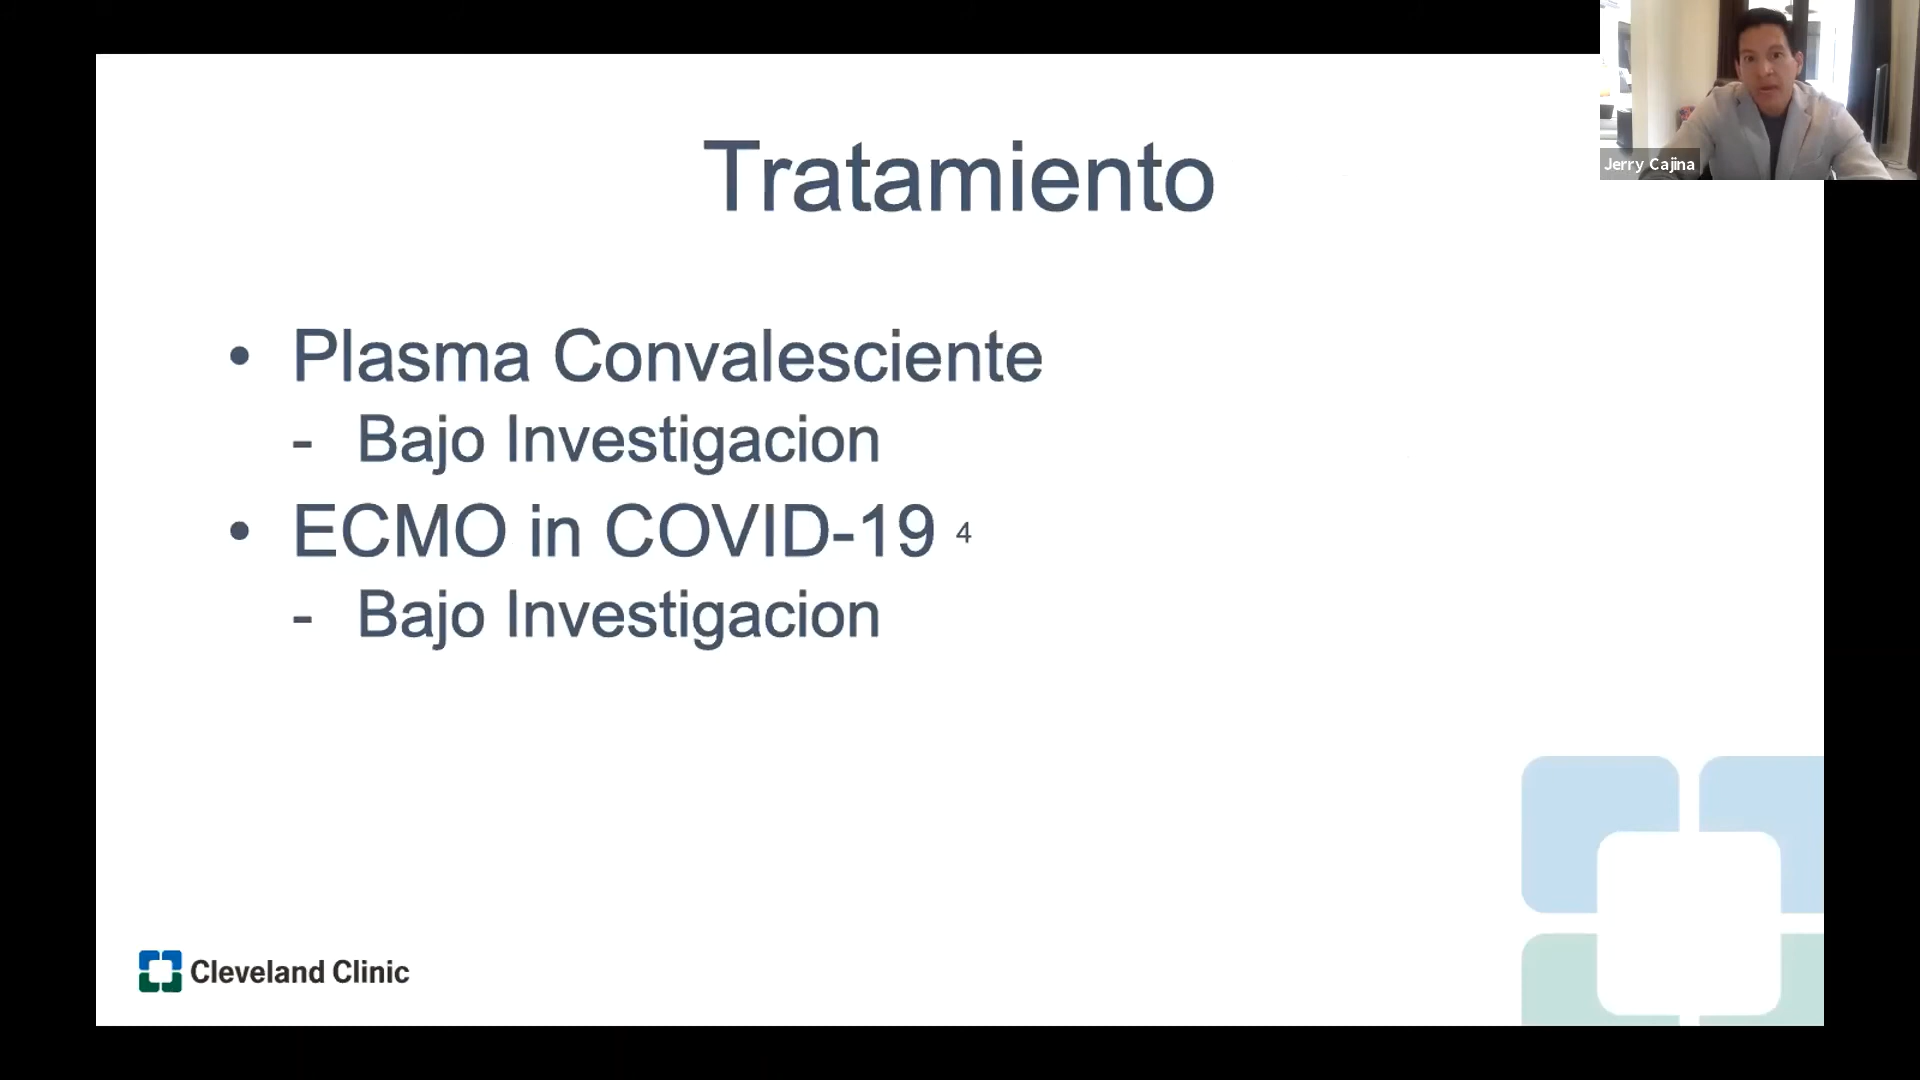 Jerry Cajina
Tratamiento
• Plasma Convalesciente
- Bajo Investigacion
• ECMO in COVID-19 4
- Bajo Investigacion
Cleveland Clinic